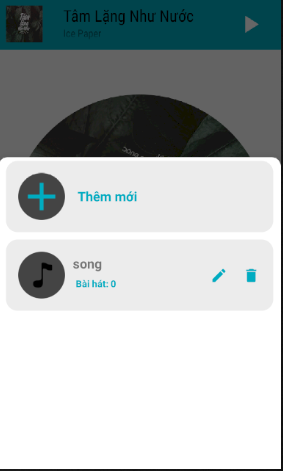 Tâm Lặng Như Nước
Ice Paper
Thêm mới
song
Bài hát: 0